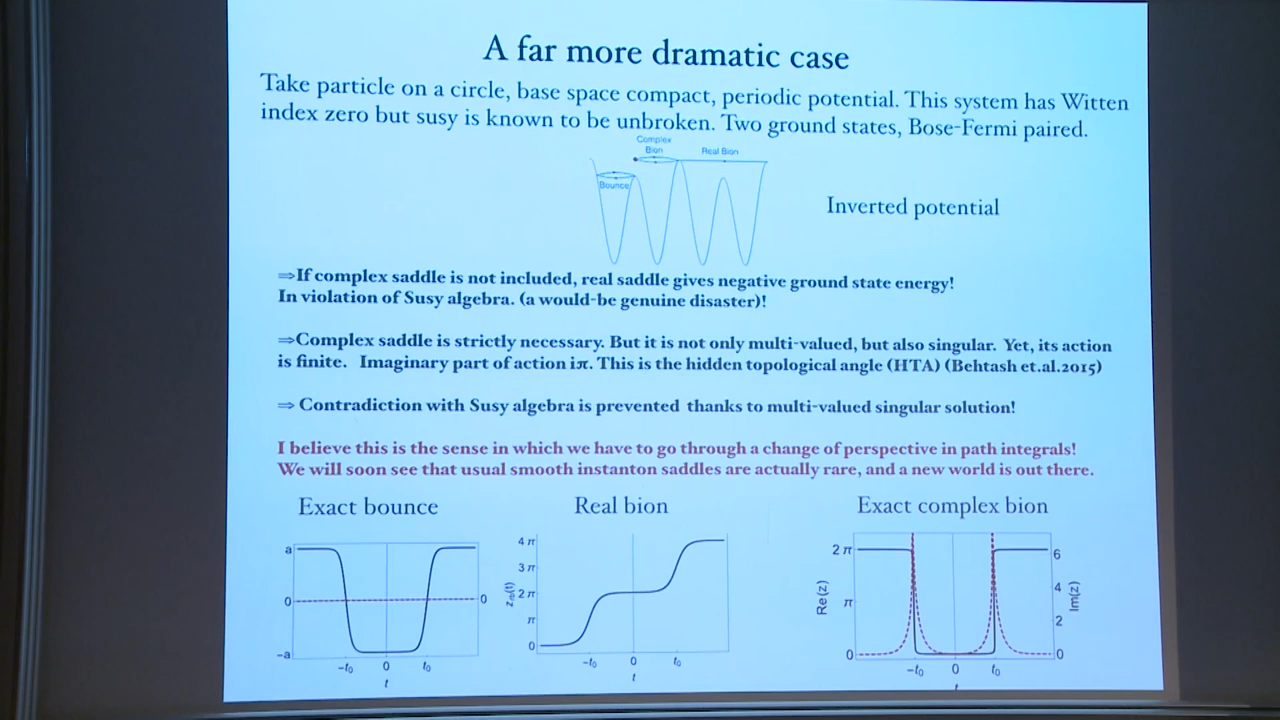 A far more dramatic case
Take particle on a circle, base space compact, periodic potential. This system has Witten
index zero but susy is known to be unbroken. Two ground states, Bose-Fermi paired.
Complex
Bion
Real Bion
Bounce
Inverted potential
⇒If complex saddle is not included, real saddle gives negative ground state energy!
In violation of Susy algebra. (a would-be genuine disaster)!
⇒Complex saddle is strictly necessary. But it is not only multi-valued, but also singular. Yet, its action
is finite. Imaginary part of action iπ. This is the hidden topological angle (HTA) (Behtash et.al.2015)
⇒ Contradiction with Susy algebra is prevented thanks to multi-valued singular solution!
I believe this is the sense in which we have to go through a change of perspective in path integrals!
We will soon see that usual smooth instanton saddles are actually rare, and a new world is out there.
Exact bounce
a
0
-a
0
-t₀ 0 t₀
t
Real bion
4 π
3 π
2 π
π
0
-t₀ 0 t₀
t
Exact complex bion
Re(z)
2 π
π
0
6
4
2
0
Im(z)
-t₀ 0 t₀